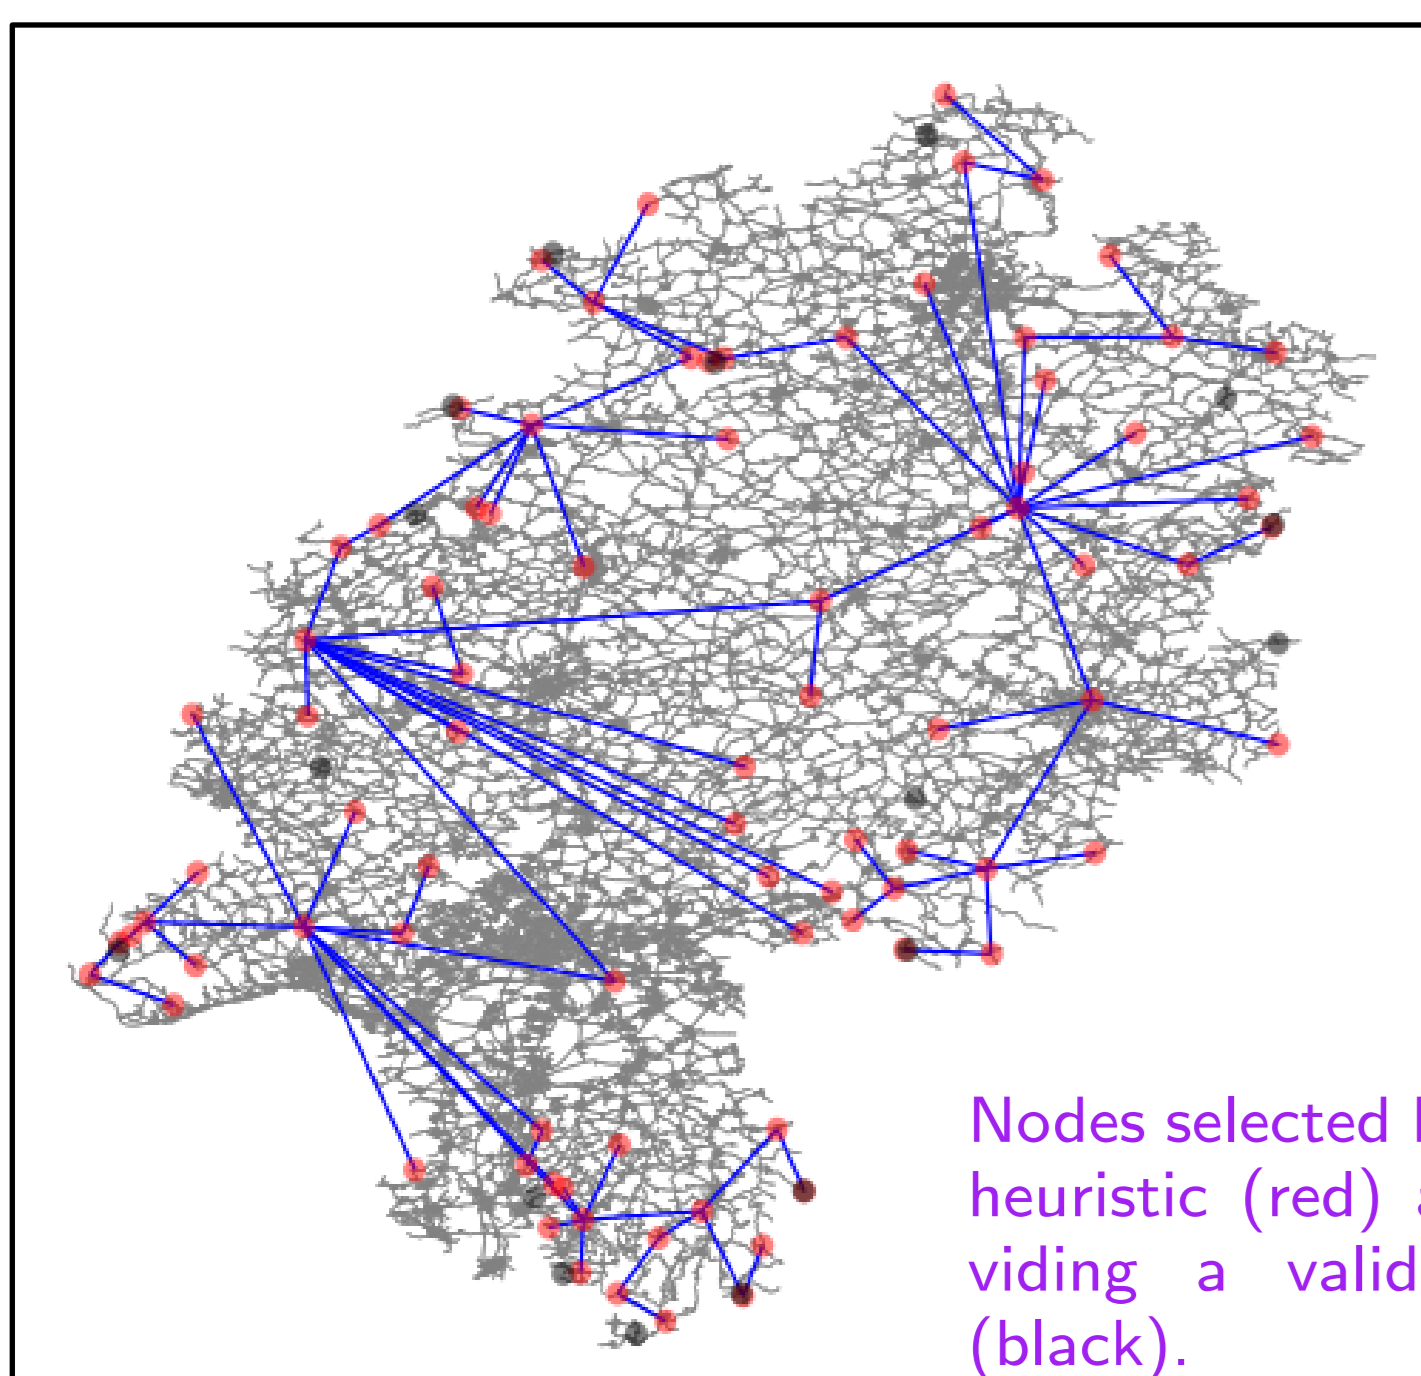 Nodes selected
heuristic (red)
viding a valid
(black).